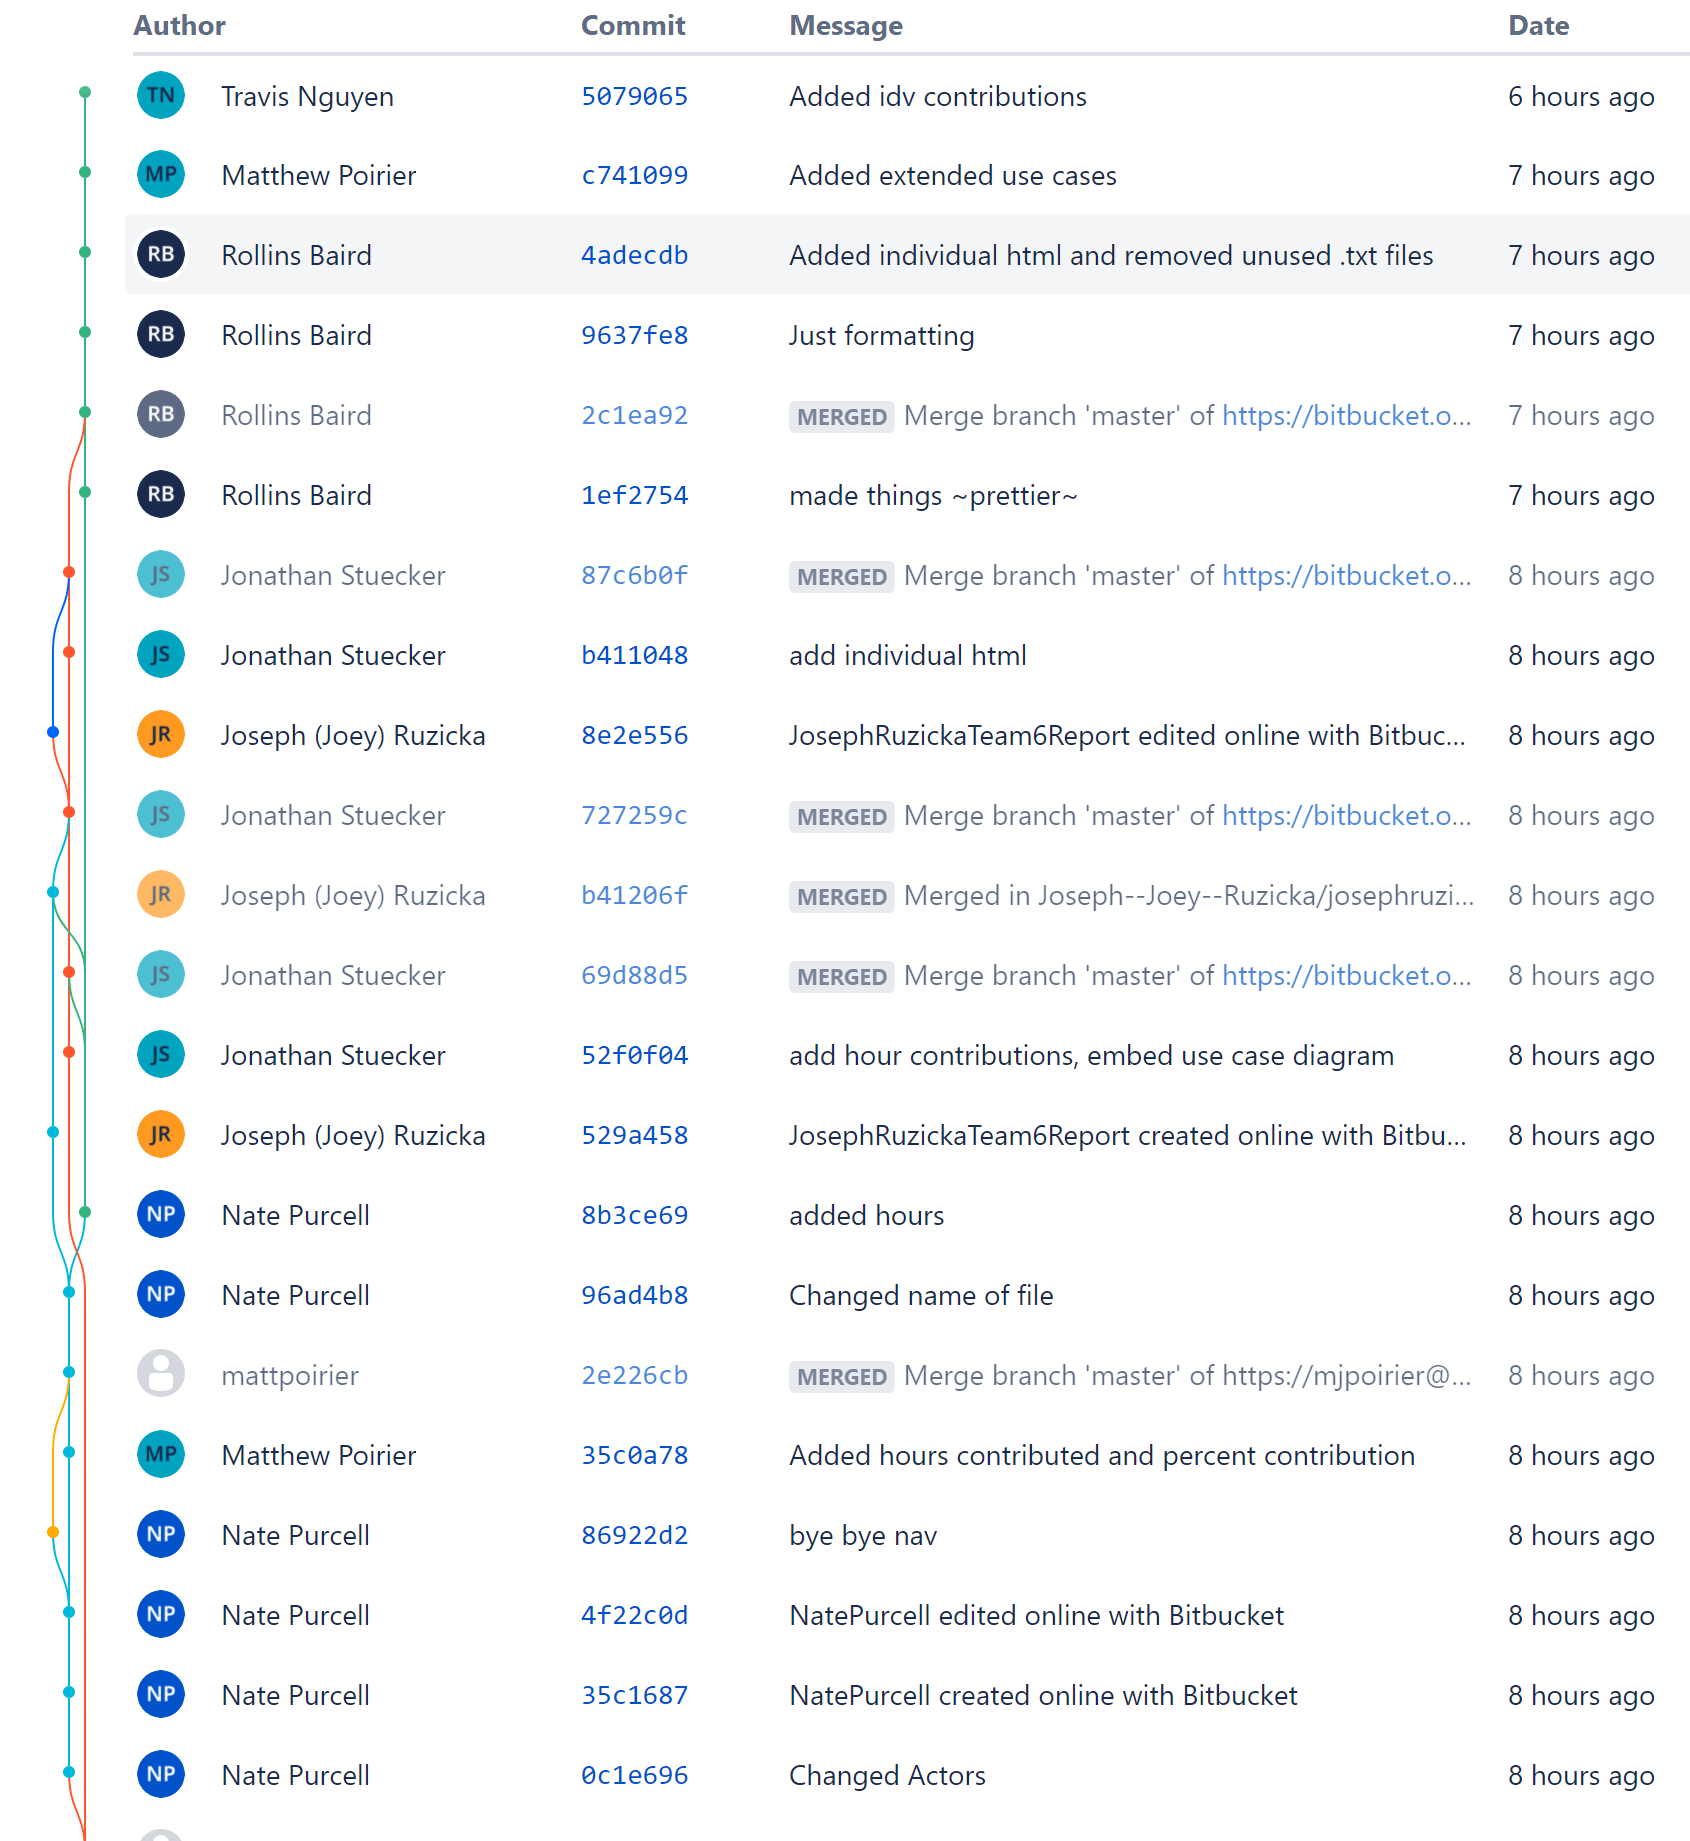 Author Commit Message Date
TN Travis Nguyen 5079065 Added idv contributions 6 hours ago
MP Matthew Poirier c741099 Added extended use cases 7 hours ago
RB Rollins Baird 4adecdb Added individual html and removed unused .txt files 7 hours ago
RB Rollins Baird 9637fe8 Just formatting 7 hours ago
RB Rollins Baird 2c1ea92 MERGED Merge branch 'master' of https://bitbucket.o... 7 hours ago
RB Rollins Baird 1ef2754 made things ~prettier~ 7 hours ago
JS Jonathan Stuecker 87c6b0f MERGED Merge branch 'master' of https://bitbucket.o... 8 hours ago
JS Jonathan Stuecker b411048 add individual html 8 hours ago
JR Joseph (Joey) Ruzicka 8e2e556 JosephRuzickaTeam6Report edited online with Bitbuc... 8 hours ago
JS Jonathan Stuecker 727259c MERGED Merge branch 'master' of https://bitbucket.o... 8 hours ago
JR Joseph (Joey) Ruzicka b41206f MERGED Merged in Joseph--Joey--Ruzicka/josephruzi... 8 hours ago
JS Jonathan Stuecker 69d88d5 MERGED Merge branch 'master' of https://bitbucket.o... 8 hours ago
JS Jonathan Stuecker 52f0f04 add hour contributions, embed use case diagram 8 hours ago
JR Joseph (Joey) Ruzicka 529a458 JosephRuzickaTeam6Report created online with Bitbu... 8 hours ago
NP Nate Purcell 8b3ce69 added hours 8 hours ago
NP Nate Purcell 96ad4b8 Changed name of file 8 hours ago
mattpoirier 2e226cb MERGED Merge branch 'master' of https://mjpoirier@... 8 hours ago
MP Matthew Poirier 35c0a78 Added hours contributed and percent contribution 8 hours ago
NP Nate Purcell 86922d2 bye bye nav 8 hours ago
NP Nate Purcell 4f22c0d NatePurcell edited online with Bitbucket 8 hours ago
NP Nate Purcell 35c1687 NatePurcell created online with Bitbucket 8 hours ago
NP Nate Purcell 0c1e696 Changed Actors 8 hours ago